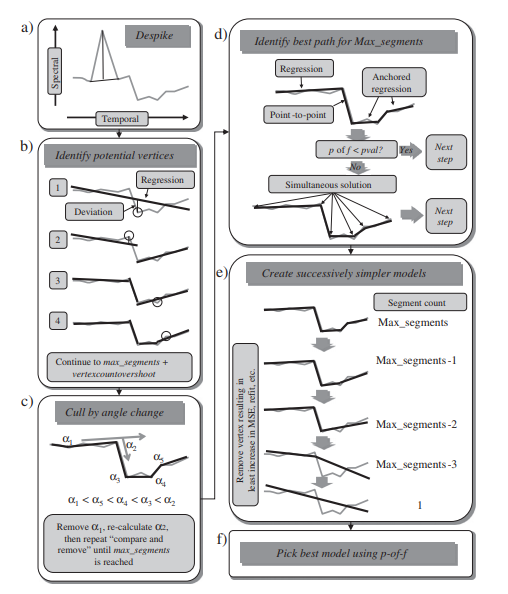 a)
Despike
Spectral
Temporal
b)
Identify potential vertices
1
Regression
Deviation
2
3
4
Continue to max_segments +
vertexcountovershoot
c)
Cull by angle change
α₁
α₂
α₃
α₄
α₅
α₁ < α₅ < α₄ < α₃ < α₂
Remove α₁, re-calculate α₂,
then repeat “compare and
remove” until max_segments
is reached
d)
Identify best path for Max_segments
Regression
Anchored
regression
Point-to-point
p of f < pval?
Yes
Next
step
No
Simultaneous solution
Next
step
e)
Create successively simpler models
Segment count
Max_segments
Max_segments-1
Max_segments-2
Max_segments-3
1
Remove vertex resulting in
least increase in MSE, refit, etc.
f)
Pick best model using p-of-f